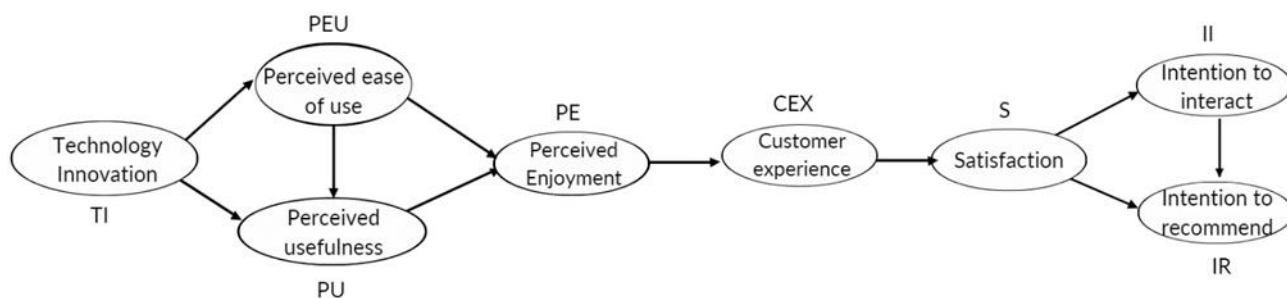 PEU
Perceived ease
of use
Technology
Innovation
TI
Perceived
usefulness
PU
PE
Perceived
Enjoyment
CEX
Customer
experience
S
Satisfaction
II
Intention to
interact
Intention to
recommend
IR